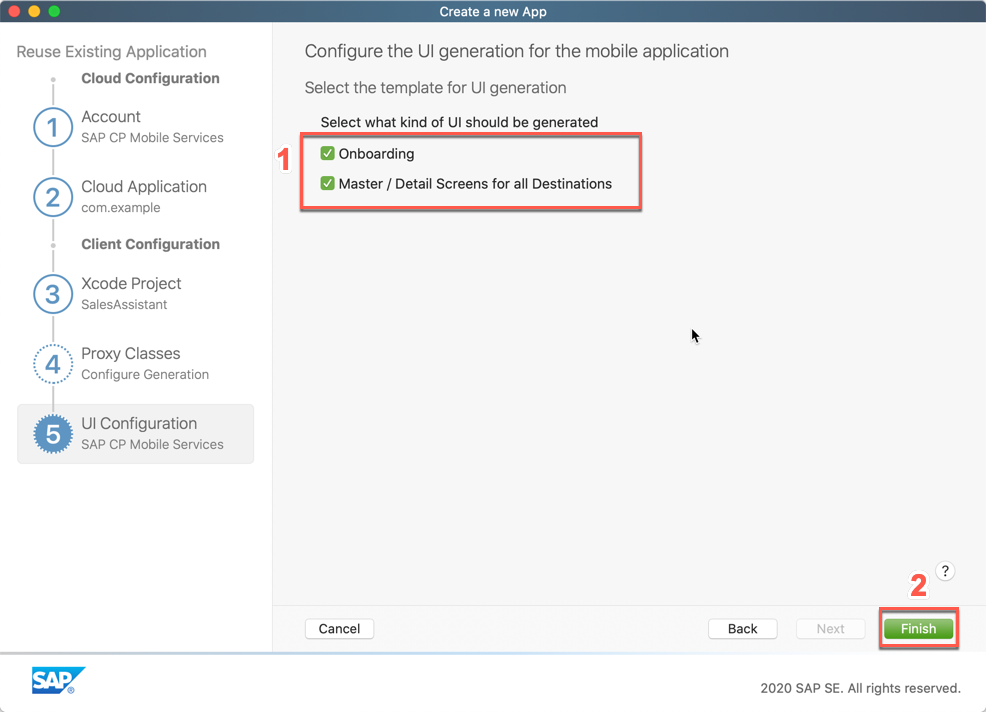 Create a new App
Reuse Existing Application
Cloud Configuration
1
Account
SAP CP Mobile Services
2
Cloud Application
com.example
Client Configuration
3
Xcode Project
SalesAssistant
4
Proxy Classes
Configure Generation
5
UI Configuration
SAP CP Mobile Services
Configure the UI generation for the mobile application
Select the template for UI generation
Select what kind of UI should be generated
1
Onboarding
Master / Detail Screens for all Destinations
?
2
Cancel
Back
Next
Finish
SAP®
2020 SAP SE. All rights reserved.